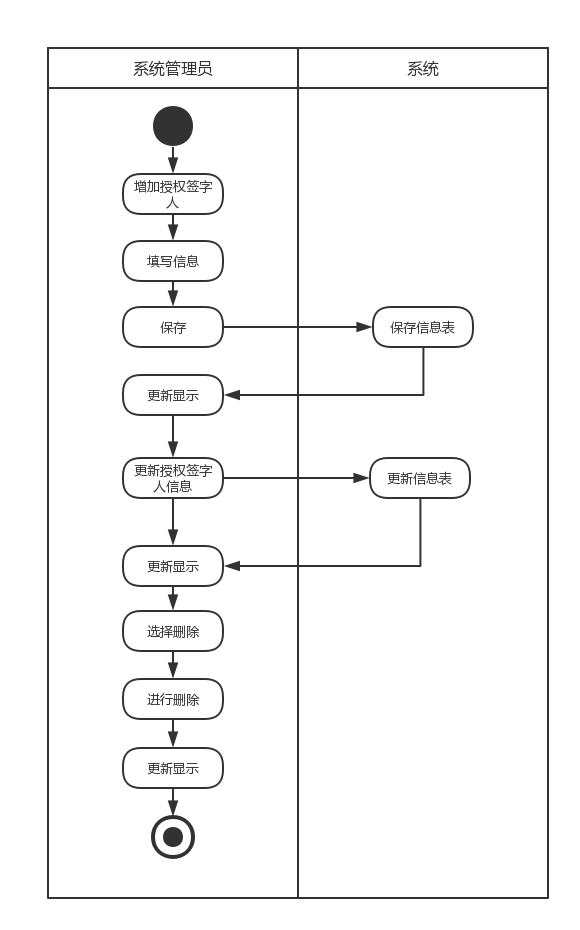 系统管理员
系统
增加授权签字
人
填写信息
保存
保存信息表
更新显示
更新授权签字
人信息
更新信息表
更新显示
选择删除
进行删除
更新显示